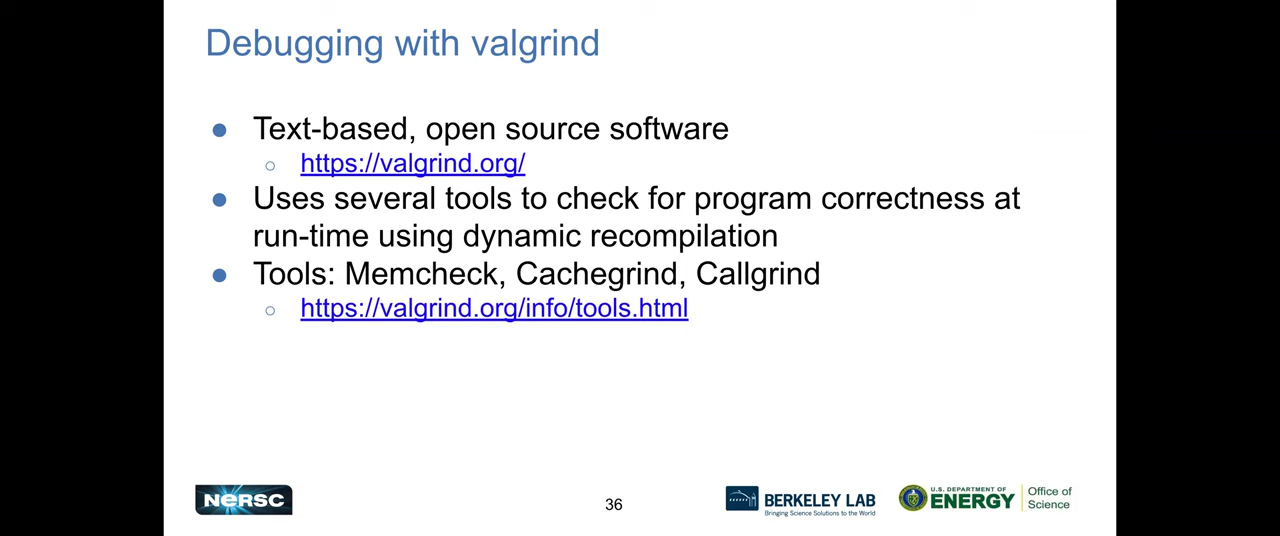 Debugging with valgrind
● Text-based, open source software
○ https://valgrind.org/
● Uses several tools to check for program correctness at
run-time using dynamic recompilation
● Tools: Memcheck, Cachegrind, Callgrind
○ https://valgrind.org/info/tools.html
NERSC
36
BERKELEY LAB
Bringing Science Solutions to the World
U.S. DEPARTMENT OF
ENERGY
Office of
Science